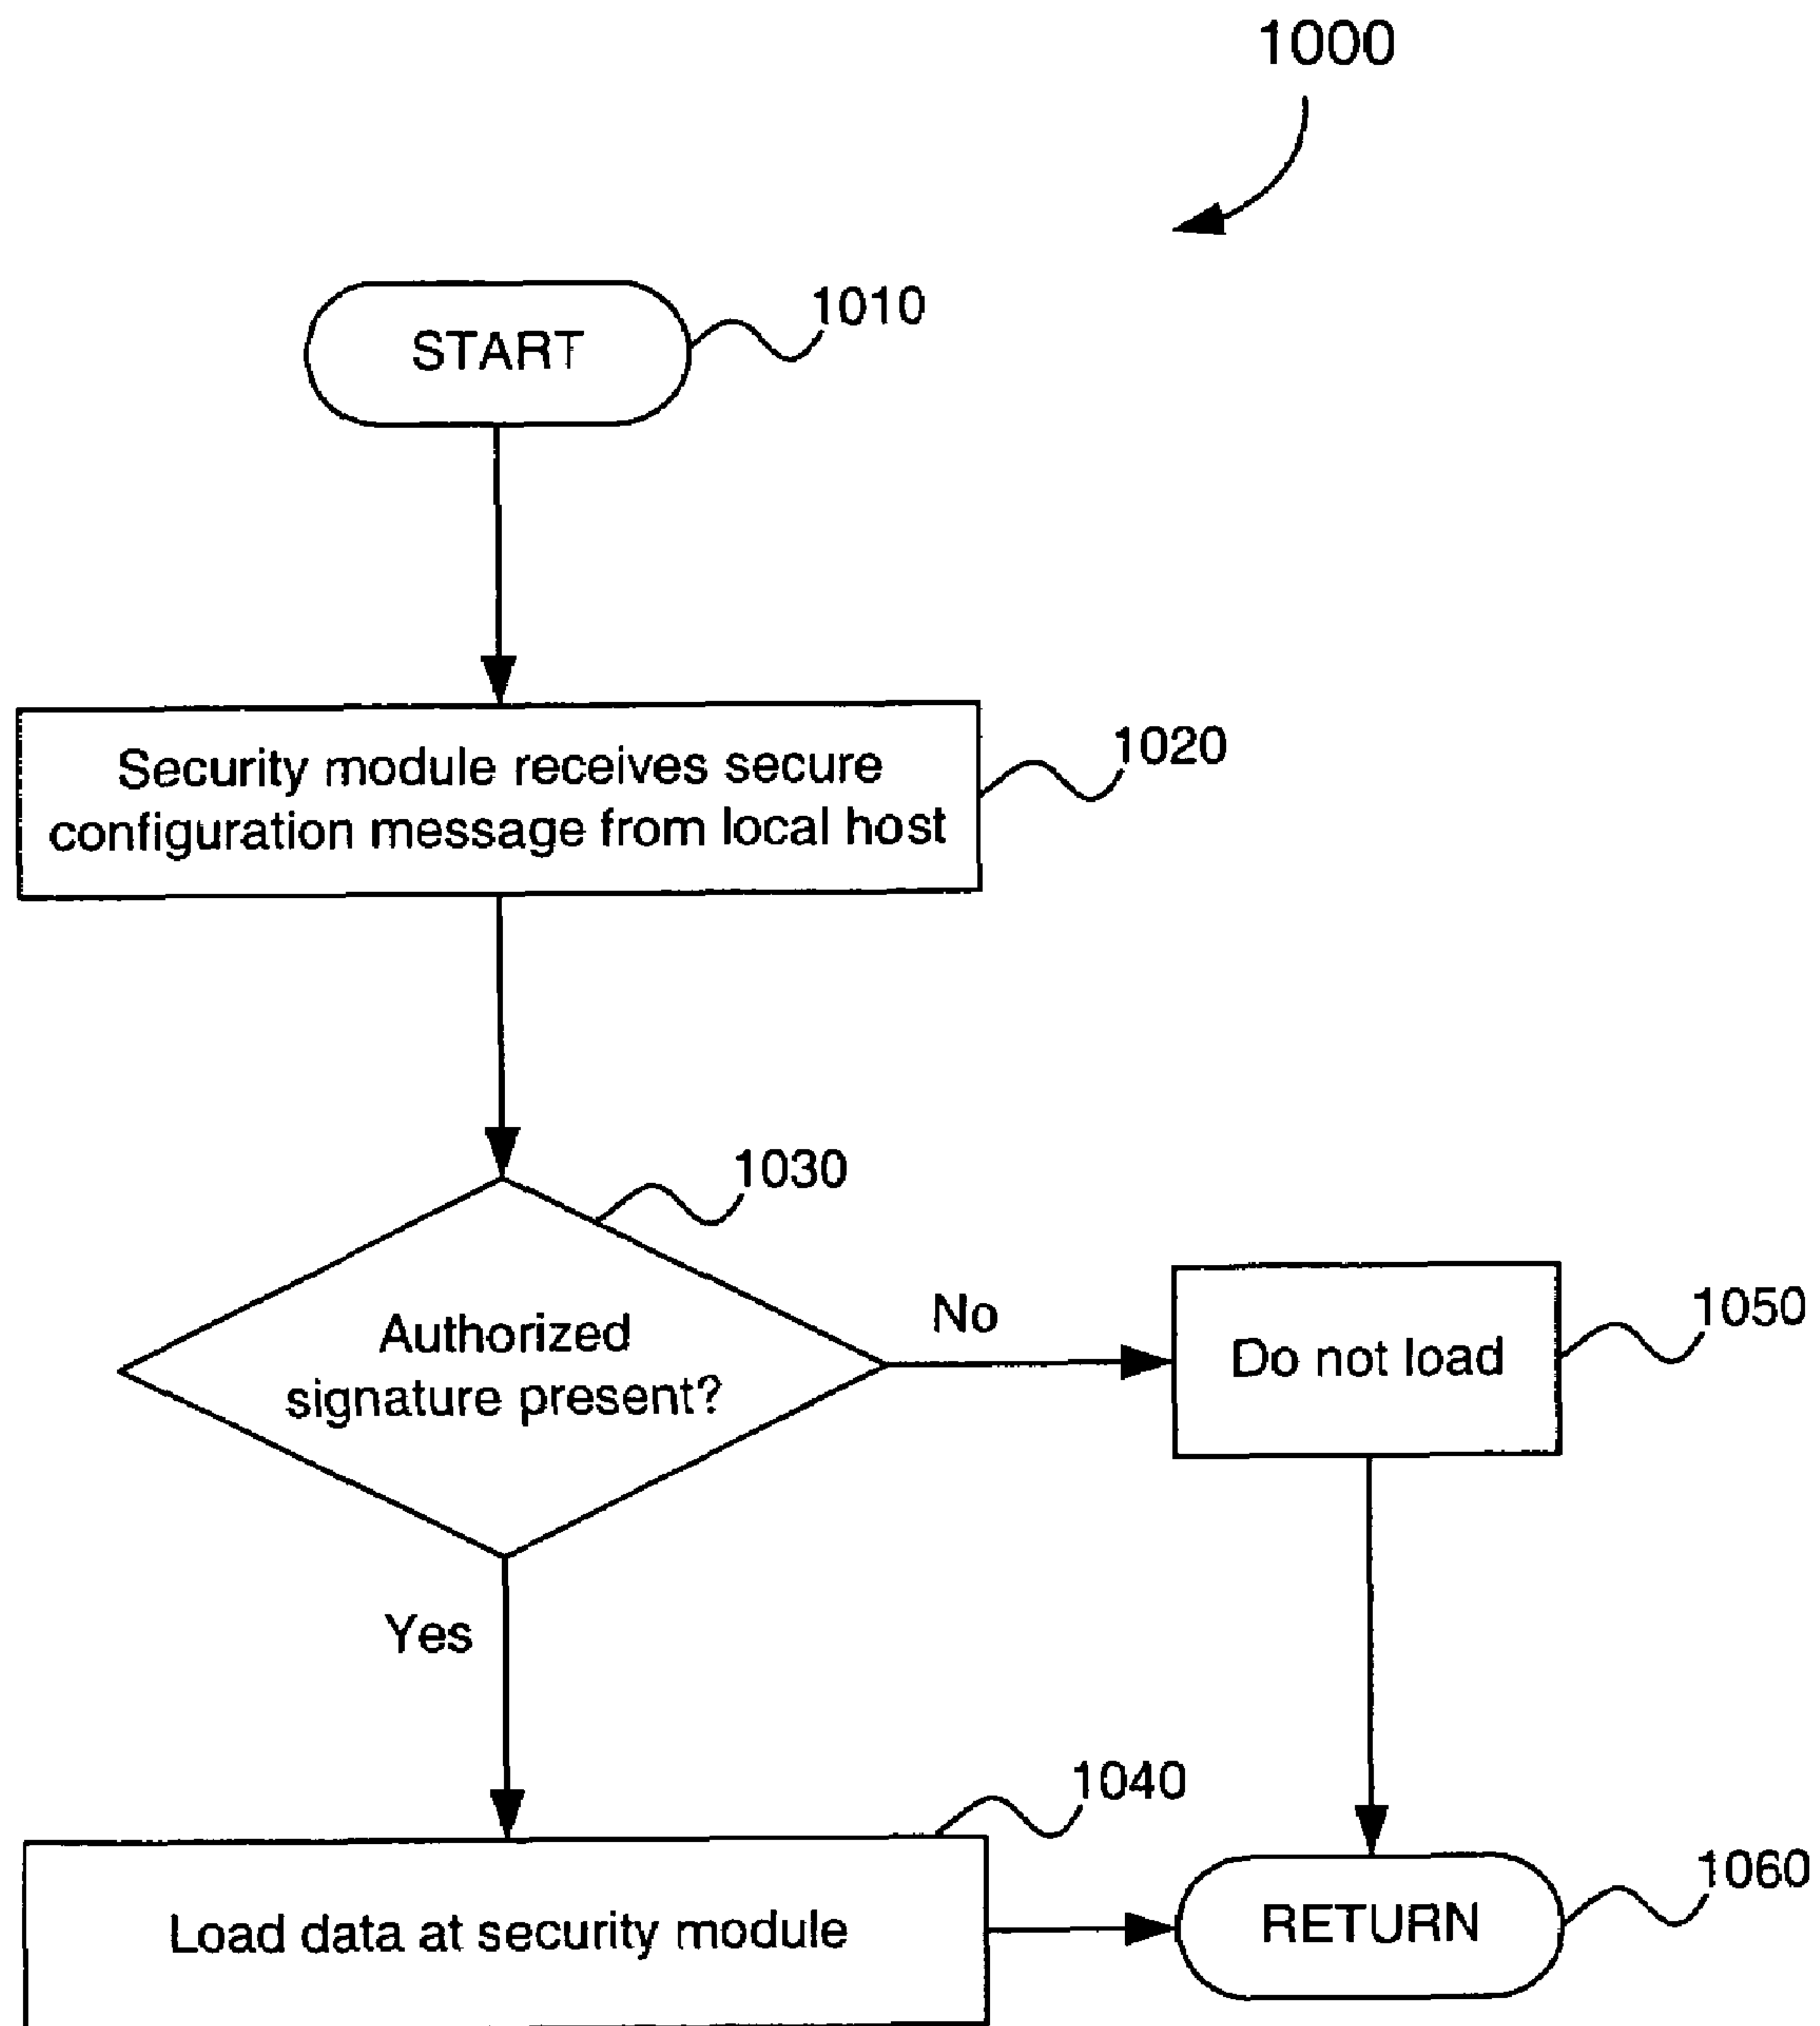 1000
START
1010
Security module receives secure
configuration message from local host
1020
1030
Authorized
signature present?
No
Do not load
1050
Yes
1040
Load data at security module
RETURN
1060